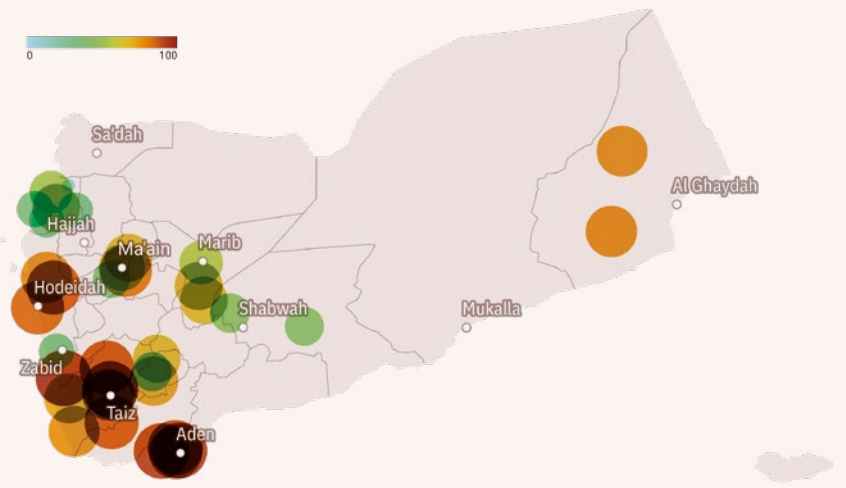 0 100
Sa'dah
Al Ghaydah
Hajjah
Ma'ain
Marib
Hodeidah
Shabwah
Mukalla
Zabid
Taiz
Aden